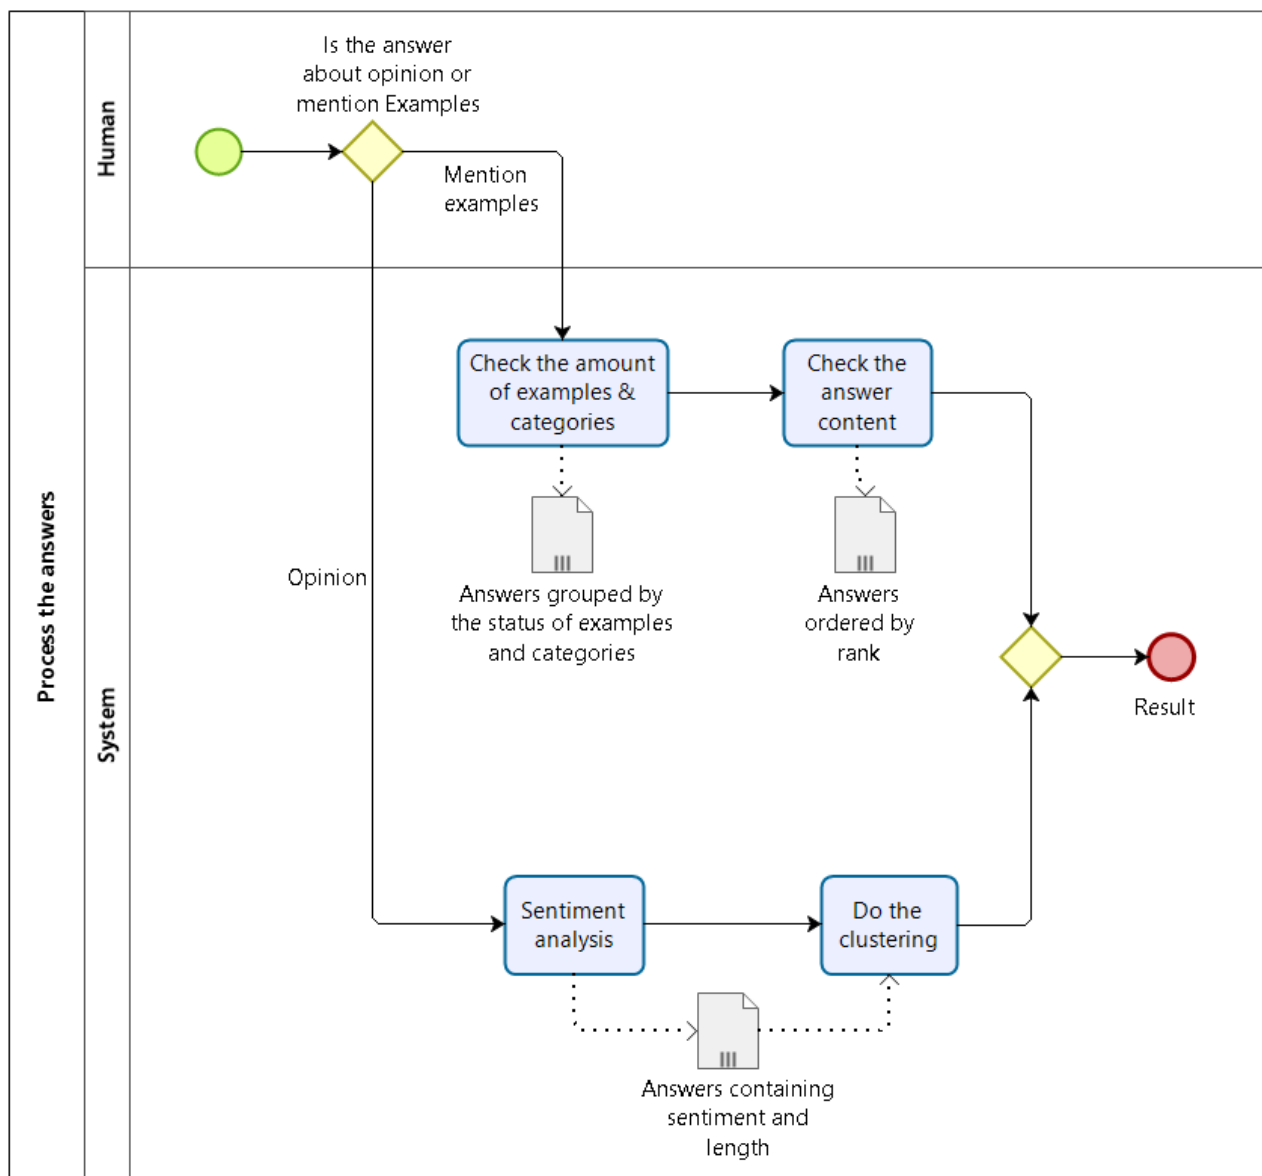 Process the answers
Human
Is the answer
about opinion or
mention Examples
Mention
examples
System
Check the amount
of examples &
categories
Check the
answer
content
Answers grouped by
the status of examples
and categories
Answers
ordered by
rank
Opinion
Result
Sentiment
analysis
Do the
clustering
Answers containing
sentiment and
length